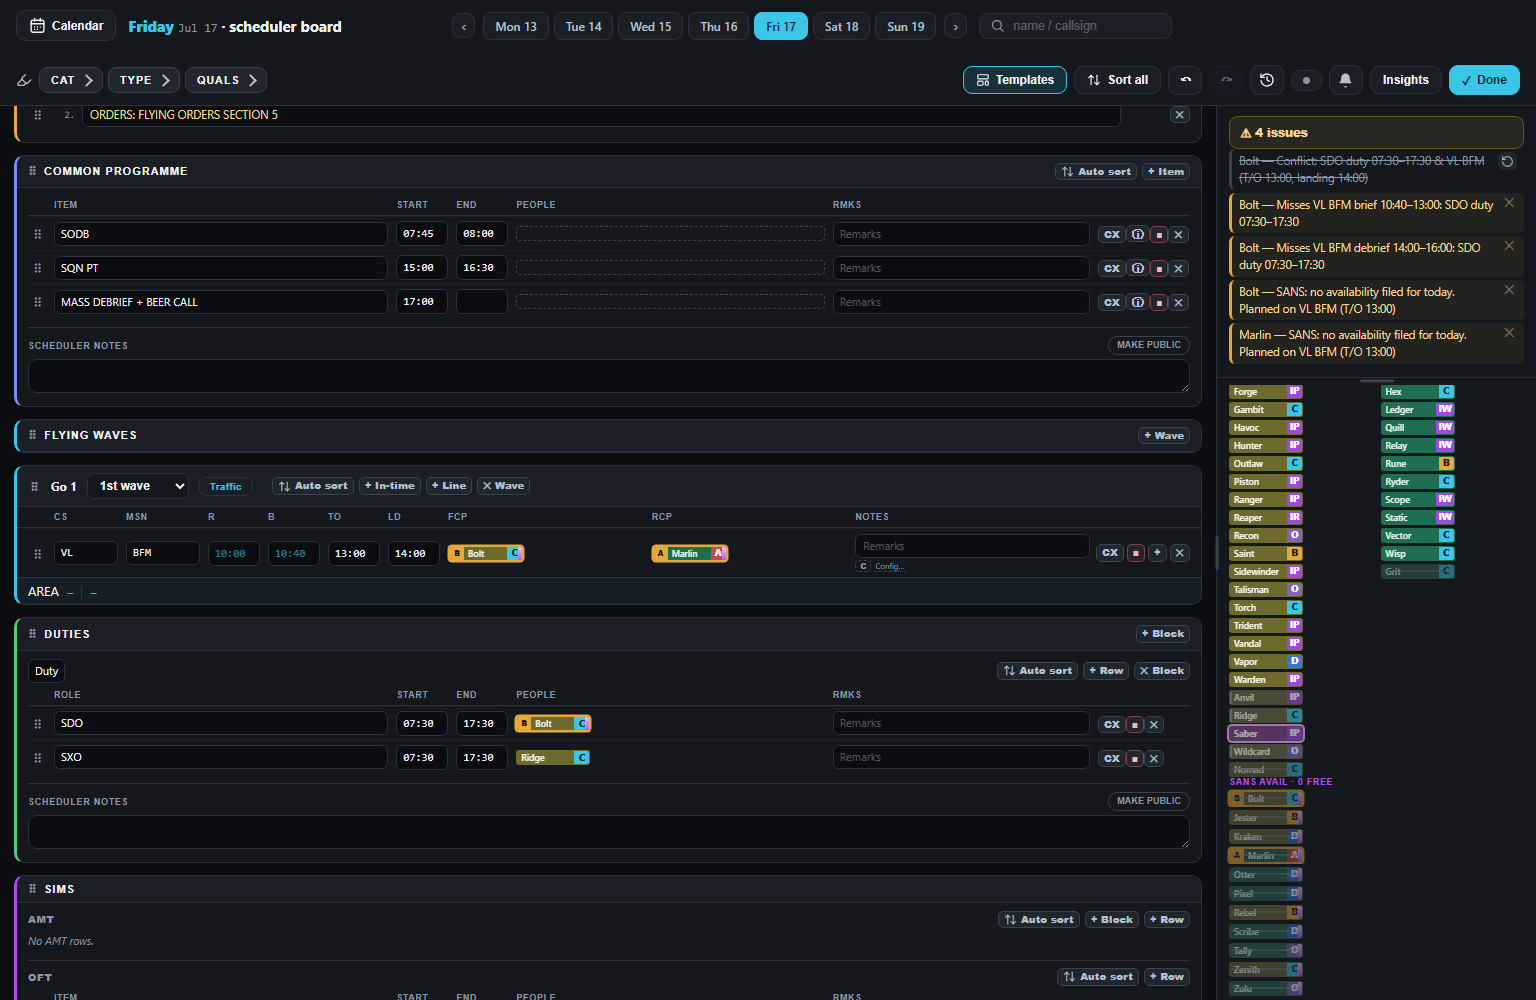 Calendar
Friday Jul 17 · scheduler board
‹ Mon 13 Tue 14 Wed 15 Thu 16 Fri 17 Sat 18 Sun 19 ›
name / callsign
CAT TYPE QUALS
Templates Sort all Insights ✓ Done
2. ORDERS: FLYING ORDERS SECTION 5
COMMON PROGRAMME
Auto sort + Item
ITEM START END PEOPLE RMKS
SODB 07:45 08:00 Remarks CX
SQN PT 15:00 16:30 Remarks CX
MASS DEBRIEF + BEER CALL 17:00 Remarks CX
SCHEDULER NOTES MAKE PUBLIC
FLYING WAVES + Wave
Go 1 1st wave Traffic Auto sort + In-time + Line × Wave
CS MSN R B TO LD FCP RCP NOTES
VL BFM 10:00 10:40 13:00 14:00 B Bolt C A Marlin A Remarks CX
C Config...
AREA – | –
DUTIES + Block
Duty Auto sort + Row × Block
ROLE START END PEOPLE RMKS
SDO 07:30 17:30 B Bolt C Remarks CX
SXO 07:30 17:30 Ridge C Remarks CX
SCHEDULER NOTES MAKE PUBLIC
SIMS
AMT Auto sort + Block + Row
No AMT rows.
OFT Auto sort + Row
ITEM START END PEOPLE RMKS
⚠ 4 issues
Bolt — Conflict: SDO duty 07:30–17:30 & VL BFM
(T/O 13:00, landing 14:00)
Bolt — Misses VL BFM brief 10:40–13:00: SDO duty
07:30–17:30
Bolt — Misses VL BFM debrief 14:00–16:00: SDO
duty 07:30–17:30
Bolt — SANS: no availability filed for today.
Planned on VL BFM (T/O 13:00)
Marlin — SANS: no availability filed for today.
Planned on VL BFM (T/O 13:00)
Forge IP
Gambit C
Havoc IP
Hunter IP
Outlaw C
Piston IP
Ranger IP
Reaper IR
Recon O
Saint B
Sidewinder IP
Talisman O
Torch C
Trident IP
Vandal IP
Vapor D
Warden IP
Anvil IP
Ridge C
Saber IP
Wildcard O
Nomad C
Hex C
Ledger IW
Quill IW
Relay IW
Rune B
Ryder C
Scope IW
Static IW
Vector C
Wisp C
Grit C
SANS AVAIL · 0 FREE
B Bolt C
Jester B
Kraken D
A Marlin A
Otter D
Pixel D
Rebel B
Scribe D
Tally O
Zenith C
Zulu O